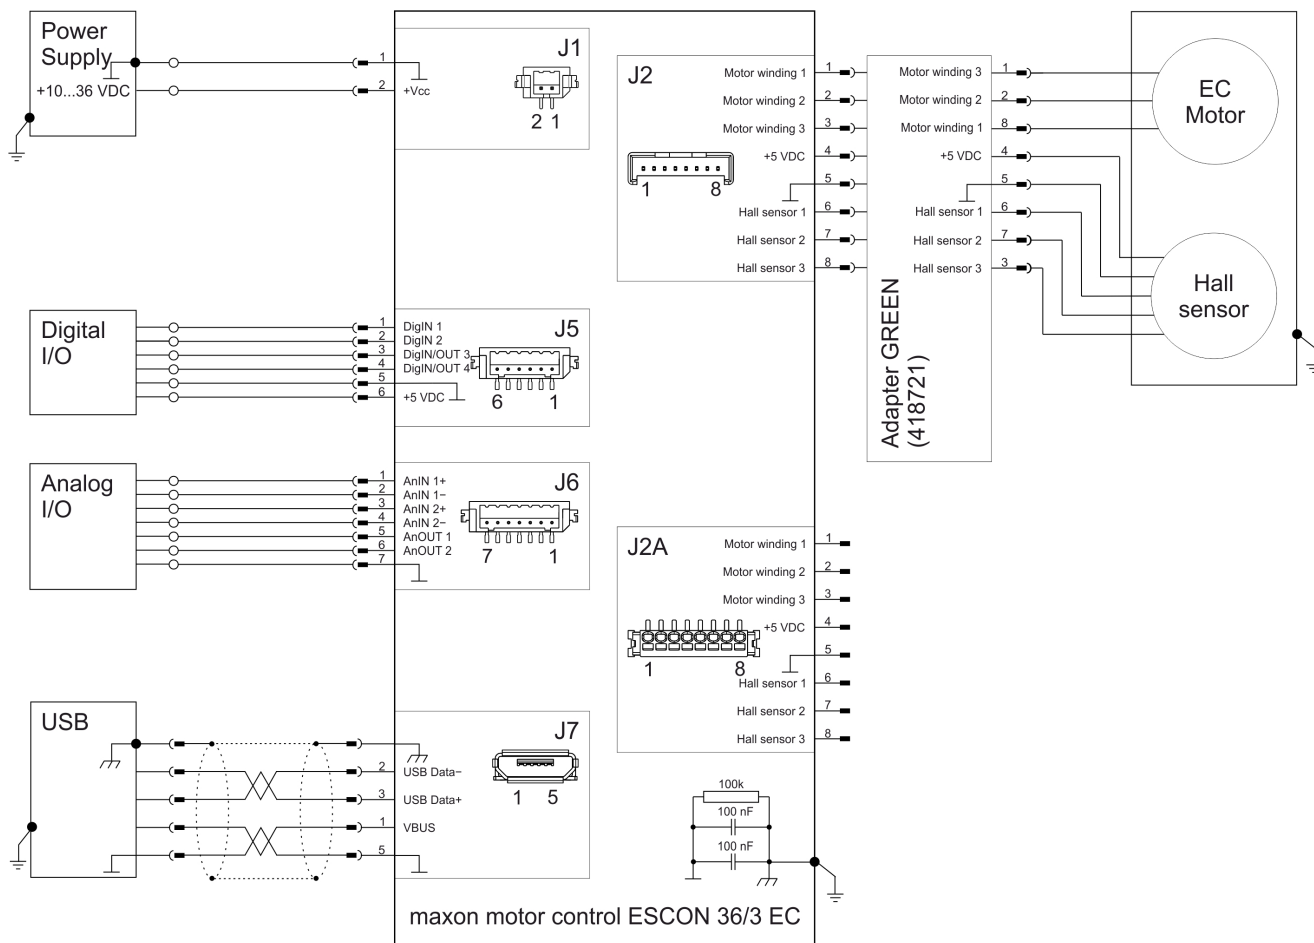 Power
Supply
+10...36 VDC
1
2
+Vcc
J1
2 1
J2
1 8
Motor winding 1 1
Motor winding 2 2
Motor winding 3 3
+5 VDC 4
5
Hall sensor 1 6
Hall sensor 2 7
Hall sensor 3 8
Motor winding 3 1
Motor winding 2 2
Motor winding 1 8
+5 VDC 4
5
Hall sensor 1 6
Hall sensor 2 7
Hall sensor 3 3
Adapter GREEN
(418721)
EC
Motor
Hall
sensor
Digital
I/O
1 DigIN 1
2 DigIN 2
3 DigIN/OUT 3
4 DigIN/OUT 4
5
6 +5 VDC
J5
6 1
Analog
I/O
1 AnIN 1+
2 AnIN 1−
3 AnIN 2+
4 AnIN 2−
5 AnOUT 1
6 AnOUT 2
7
J6
7 1
J2A
1 8
Motor winding 1 1
Motor winding 2 2
Motor winding 3 3
+5 VDC 4
5
Hall sensor 1 6
Hall sensor 2 7
Hall sensor 3 8
USB
2 USB Data−
3 USB Data+
1 VBUS
5
J7
1 5
100k
100 nF
100 nF
maxon motor control ESCON 36/3 EC